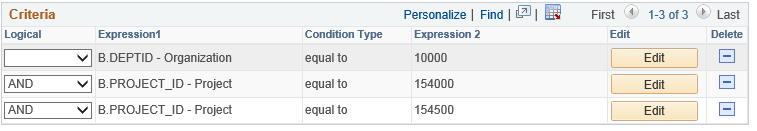 Criteria Personalize | Find | First 1-3 of 3 Last
Logical Expression1 Condition Type Expression 2 Edit Delete
B.DEPTID - Organization equal to 10000 Edit
AND B.PROJECT_ID - Project equal to 154000 Edit
AND B.PROJECT_ID - Project equal to 154500 Edit